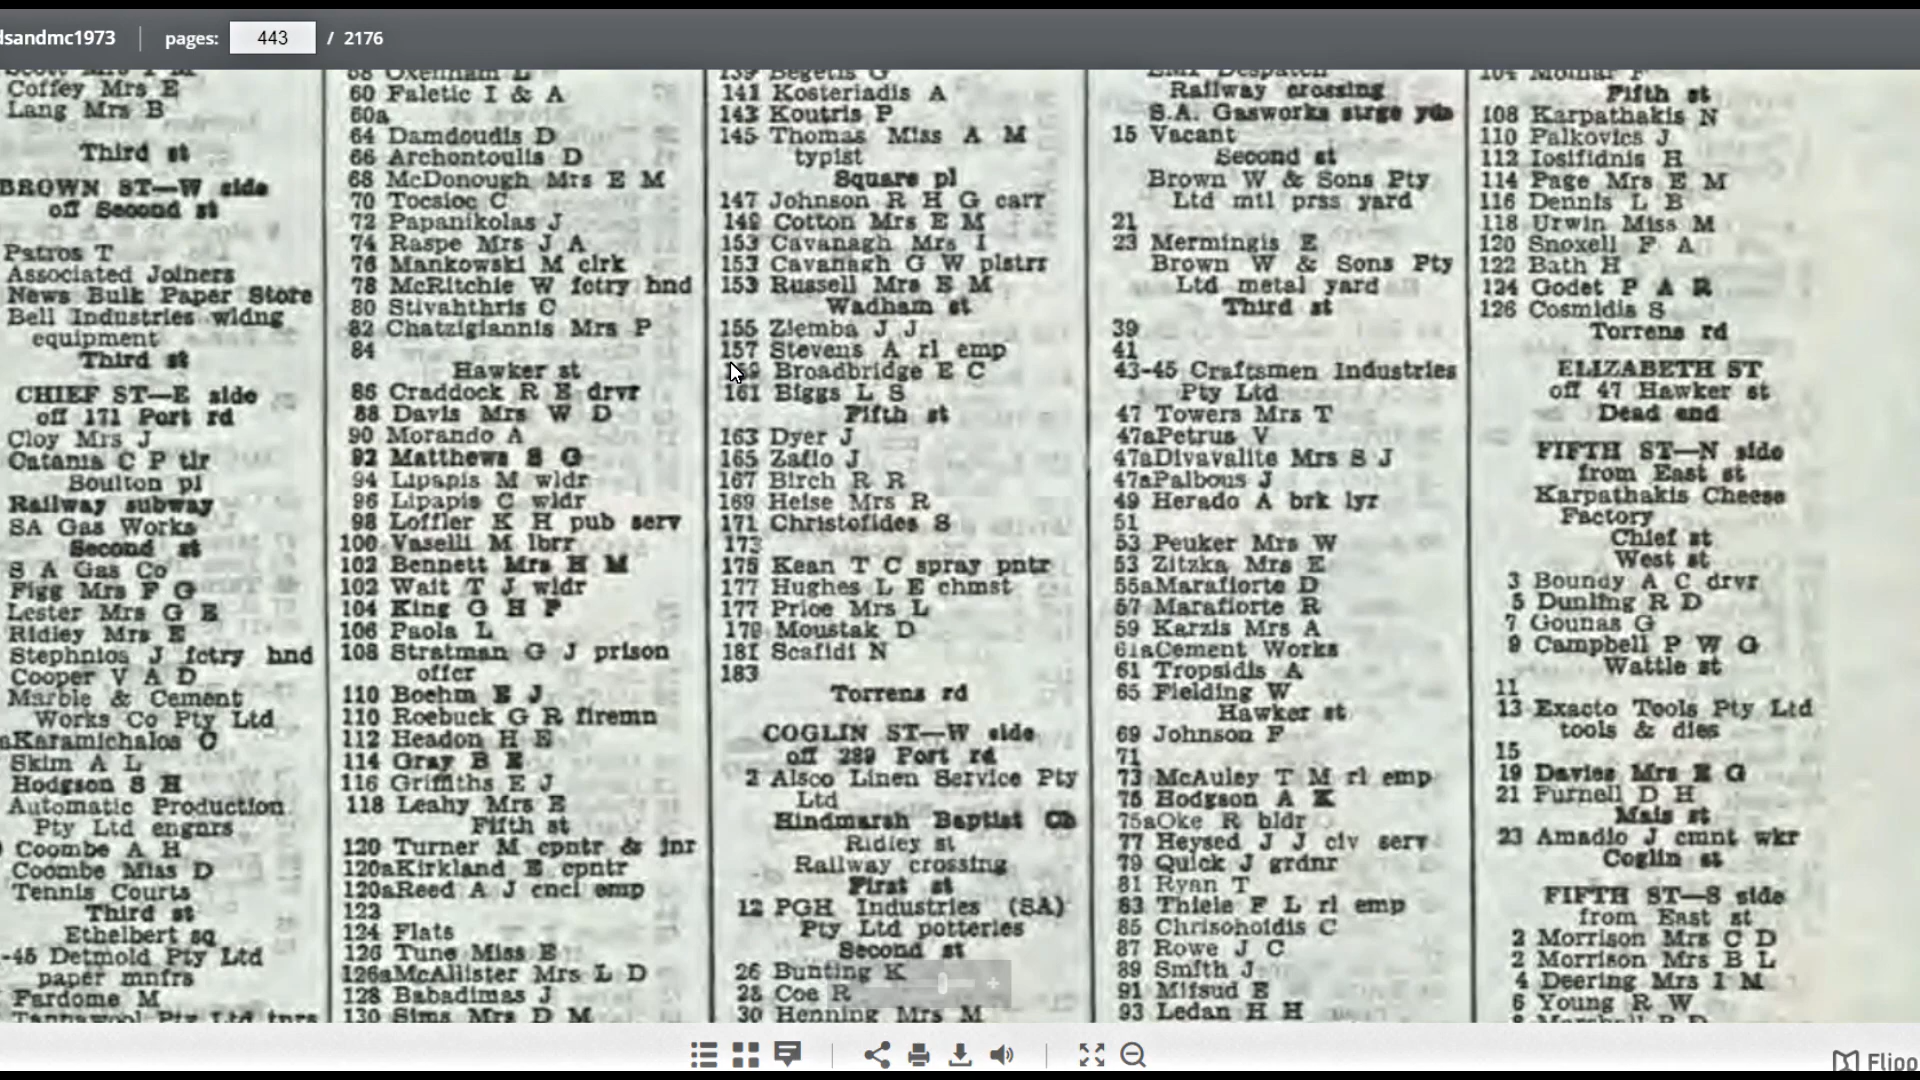 dsandmc1973
pages: 443 / 2176
Coffey Mrs E
Lang Mrs B
Third st
BROWN ST—W side
off Second st
Patros T
Associated Joiners
News Bulk Paper Store
Bell Industries wldng
equipment
Third st
CHIEF ST—E side
off 171 Port rd
Cloy Mrs J
Catania C P tlr
Boulton pl
Railway subway
SA Gas Works
Second st
S A Gas Co
Figg Mrs F G
Lester Mrs G E
Ridley Mrs E
Stephnios J fctry hnd
Cooper V A D
Marble & Cement
Works Co Pty Ltd
aKaramichalos C
Skim A L
Hodgson S H
Automatic Production
Pty Ltd engnrs
Coombe A H
Coombe Miss D
Tennis Courts
Third st
Ethelbert sq
-45 Detmold Pty Ltd
paper mnfrs
Fardome M
58 Oxenham L
60 Faletic I & A
60a
64 Damdoudis D
66 Archontoulis D
68 McDonough Mrs E M
70 Tocsioc C
72 Papanikolas J
74 Raspe Mrs J A
76 Mankowski M clrk
78 McRitchie W fctry hnd
80 Stivahthris C
82 Chatzigiannis Mrs P
84
Hawker st
86 Craddock R E drvr
88 Davis Mrs W D
90 Morando A
92 Matthews S G
94 Lipapis M wldr
96 Lipapis C wldr
98 Loffler K H pub serv
100 Vaselli M lbrr
102 Bennett Mrs H M
102 Wait T J wldr
104 King G H F
106 Paola L
108 Stratman G J prison
offcr
110 Boehm E J
110 Roebuck G R firemn
112 Headon H E
114 Gray B E
116 Griffiths E J
118 Leahy Mrs E
Fifth st
120 Turner M cpntr & jnr
120aKirkland E cpntr
120aReed A J cncl emp
122
124 Flats
126 Tune Miss E
126aMcAllister Mrs L D
128 Babadimas J
130 Sims Mrs D M
139 Begetis G
141 Kosteriadis A
143 Koutris P
145 Thomas Miss A M
typist
Square pl
147 Johnson R H G carr
149 Cotton Mrs E M
153 Cavanagh Mrs I
153 Cavanagh G W plstrr
153 Russell Mrs E M
Wadham st
155 Ziemba J J
157 Stevens A rl emp
159 Broadbridge E C
161 Biggs L S
Fifth st
163 Dyer J
165 Zaflo J
167 Birch R R
169 Heise Mrs R
171 Christofides S
173
175 Kean T C spray pntr
177 Hughes L E chmst
177 Price Mrs L
179 Moustak D
181 Scafidi N
183
Torrens rd
COGLIN ST—W side
off 289 Port rd
2 Alsco Linen Service Pty
Ltd
Hindmarsh Baptist Ch
Ridley st
Railway crossing
First st
12 PGH Industries (SA)
Pty Ltd potteries
Second st
26 Bunting K
28 Coe R
30 Henning Mrs M
EMI Despatch
Railway crossing
S.A. Gasworks strge yds
15 Vacant
Second st
Brown W & Sons Pty
Ltd mtl prss yard
21
23 Mermingis E
Brown W & Sons Pty
Ltd metal yard
Third st
39
41
43-45 Craftsmen Industries
Pty Ltd
47 Towers Mrs T
47aPetrus V
47aDivavalite Mrs S J
47aPalbous J
49 Herado A brk lyr
51
53 Peuker Mrs W
53 Zitzka Mrs E
55aMarafiorte D
57 Marafiorte R
59 Karzis Mrs A
61aCement Works
61 Tropsidis A
65 Fielding W
Hawker st
69 Johnson F
71
73 McAuley T M rl emp
75 Hodgson A K
75aOke R bldr
77 Heysed J J civ serv
79 Quick J grdnr
81 Ryan T
83 Thiele F L rl emp
85 Chrisohoidis C
87 Rowe J C
89 Smith J
91 Mifsud E
93 Ledan H H
104 Molnar F
Fifth st
108 Karpathakis N
110 Palkovics J
112 Iosifidnis H
114 Page Mrs E M
116 Dennis L B
118 Urwin Miss M
120 Snoxell F A
122 Bath H
124 Godet P A R
126 Cosmidis S
Torrens rd
ELIZABETH ST
off 47 Hawker st
Dead end
FIFTH ST—N side
from East st
Karpathakis Cheese
Factory
Chief st
West st
3 Boundy A C drvr
5 Dunling R D
7 Gounas G
9 Campbell P W G
Wattle st
11
13 Exacto Tools Pty Ltd
tools & dies
15
19 Davies Mrs E G
21 Furnell D H
Mais st
23 Amadio J cmnt wkr
Coglin st
FIFTH ST—S side
from East st
2 Morrison Mrs C D
2 Morrison Mrs B L
4 Deering Mrs I M
6 Young R W
Flipp